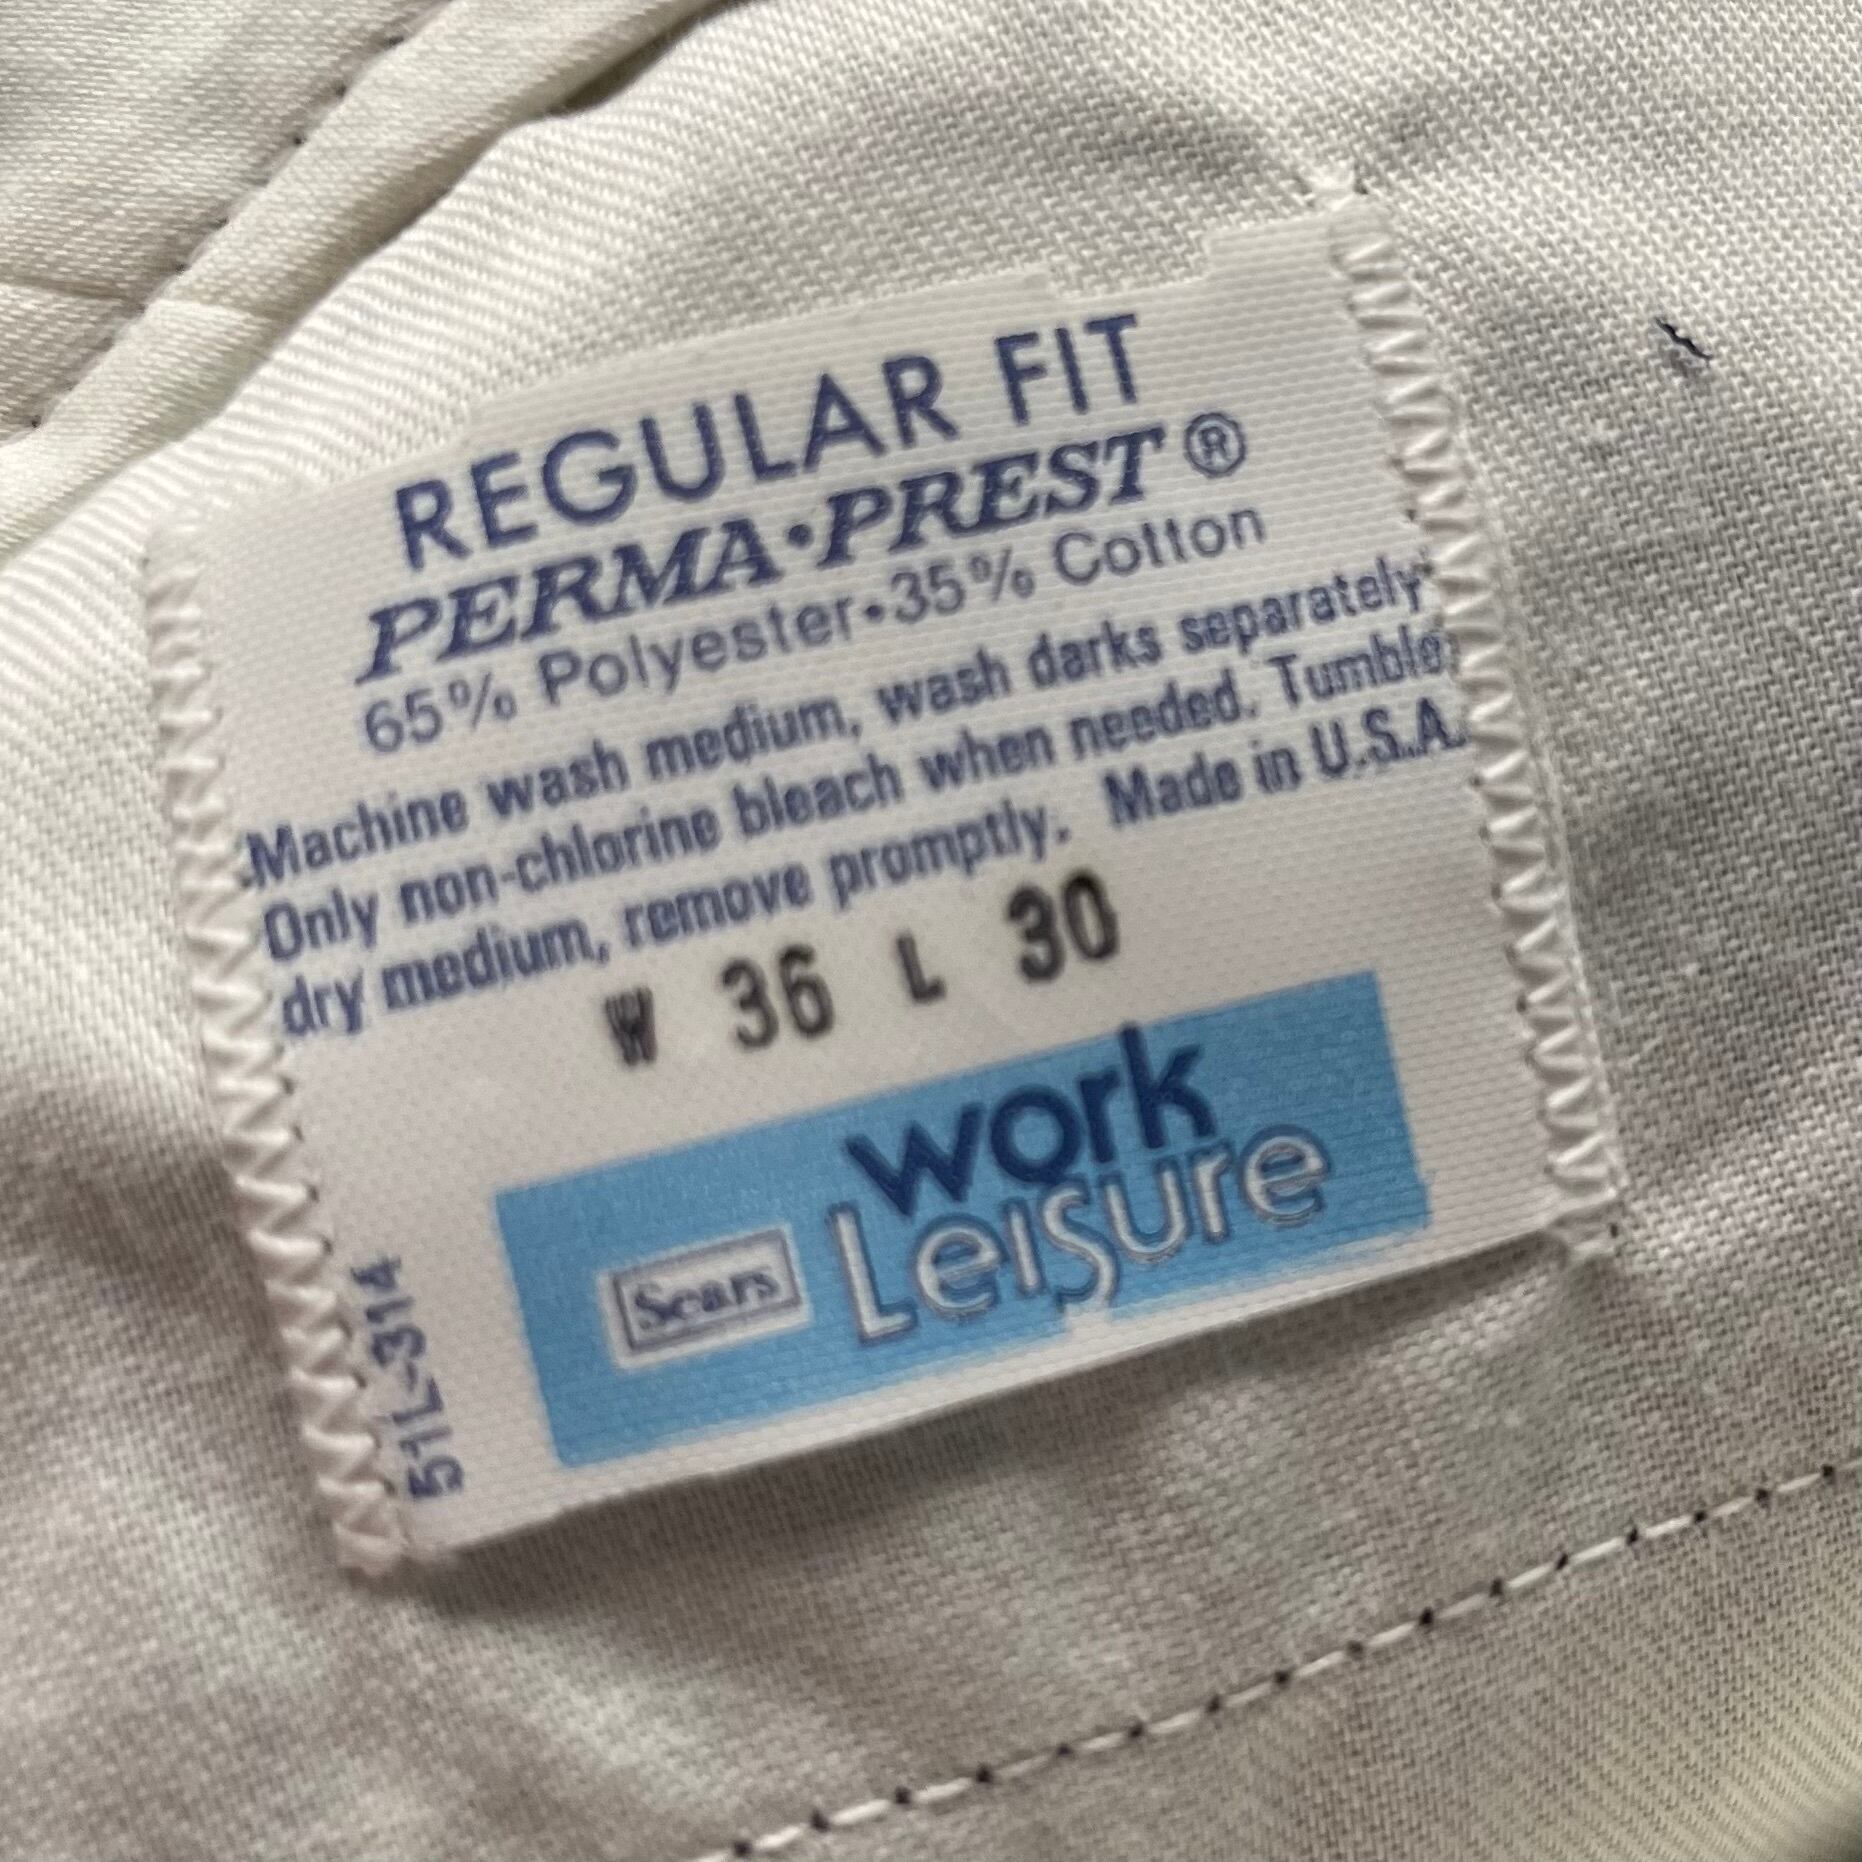 REGULAR FIT
PERMA•PREST®
65% Polyester•35% Cotton
Machine wash medium, wash darks separately
Only non-chlorine bleach when needed. Tumble
dry medium, remove promptly. Made in U.S.A.
W 36 L 30
work
Sears Leisure
51L-314